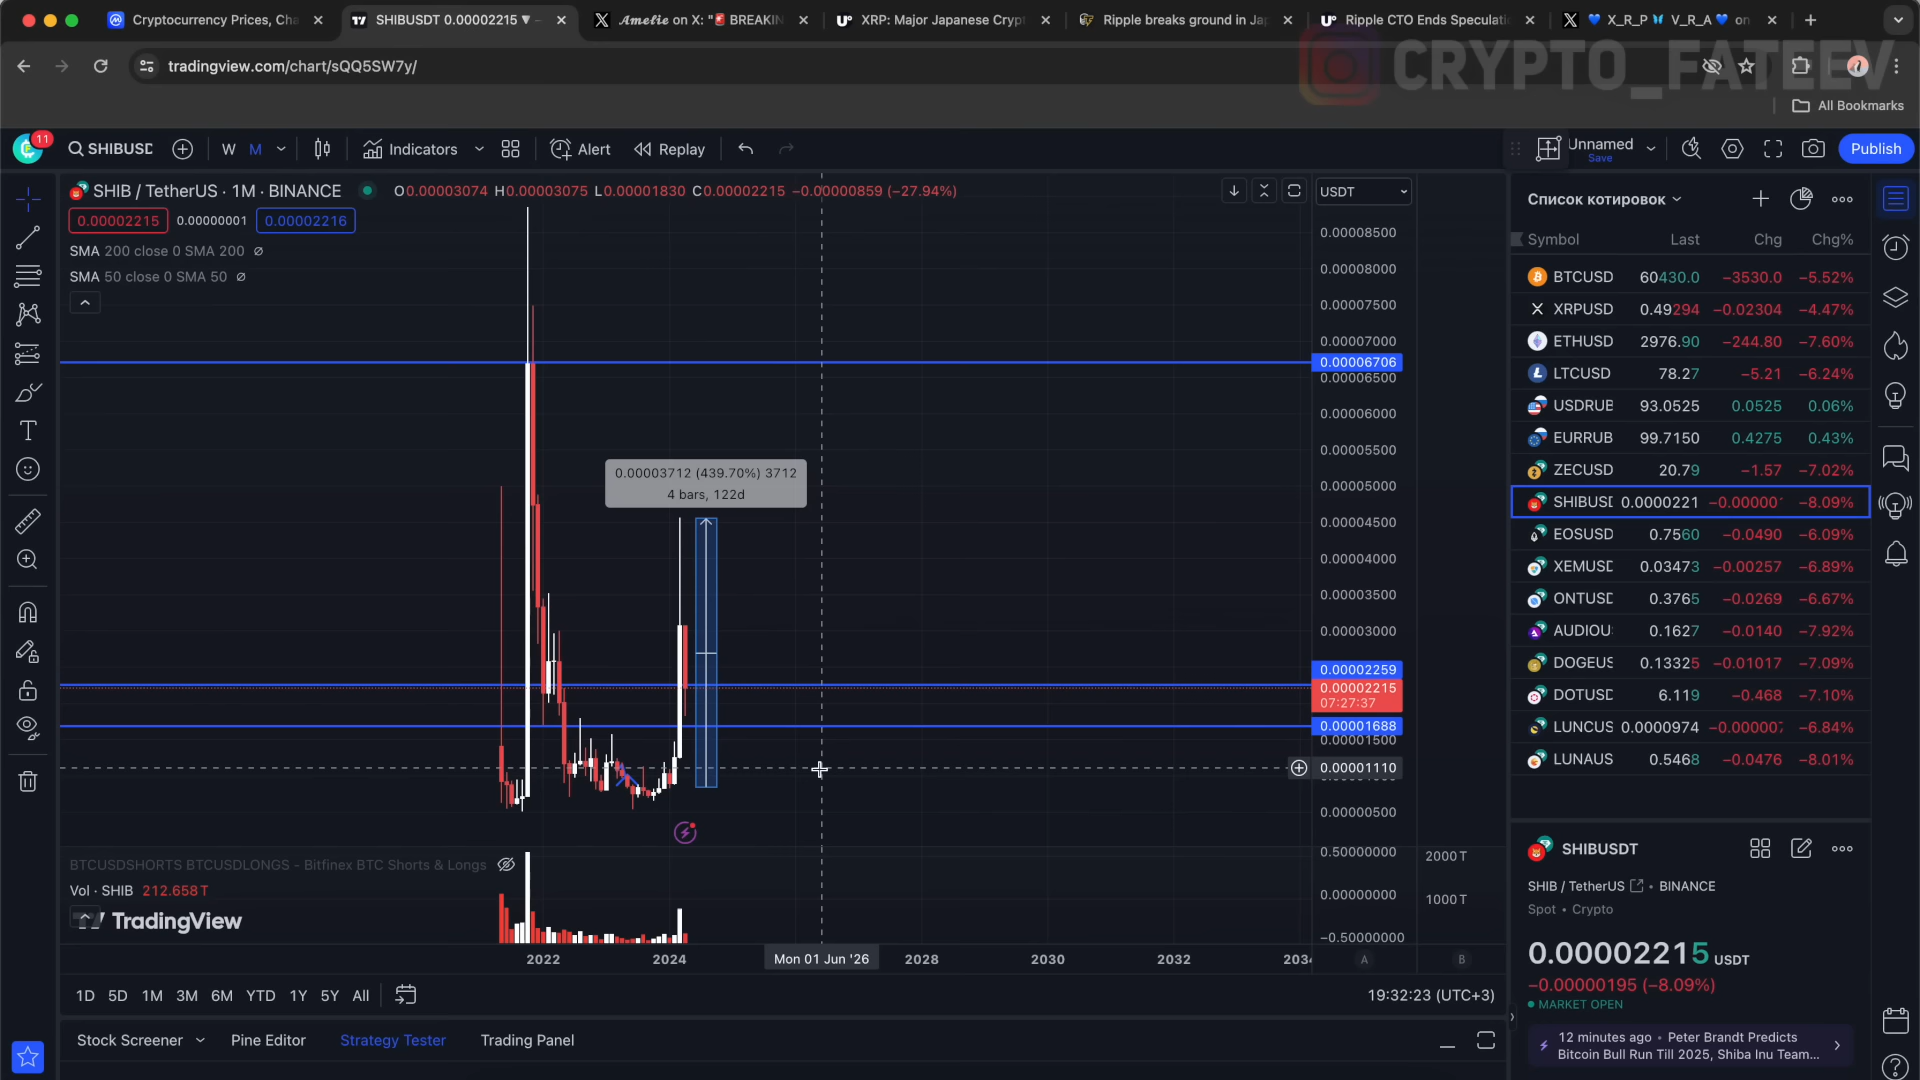 Cryptocurrency Prices, Cha
SHIBUSDT 0.00002215 ▼
Amelie on X: "🚨 BREAKIN
XRP: Major Japanese Crypt
Ripple breaks ground in Ja
Ripple CTO Ends Speculati
💙 X_R_P 🦋 V_R_A 💙 on
tradingview.com/chart/sQQ5SW7y/
CRYPTO_FATEEV
All Bookmarks
11
SHIBUSD
W
M
Indicators
Alert
Replay
Unnamed
Save
Publish
SHIB / TetherUS · 1M · BINANCE
O0.00003074 H0.00003075 L0.00001830 C0.00002215 −0.00000859 (−27.94%)
USDT
0.00002215
0.00000001
0.00002216
SMA 200 close 0 SMA 200
SMA 50 close 0 SMA 50
0.00008500
0.00008000
0.00007500
0.00007000
0.00006706
0.00006500
0.00006000
0.00005500
0.00005000
0.00004500
0.00004000
0.00003500
0.00003000
0.00002259
0.00002215
07:27:37
0.00001688
0.00001500
0.00001110
0.00000500
0.00003712 (439.70%) 3712
4 bars, 122d
BTCUSDSHORTS BTCUSDLONGS - Bitfinex BTC Shorts & Longs
Vol · SHIB 212.658 T
TradingView
0.50000000
0.00000000
−0.50000000
2000 T
1000 T
2022
2024
Mon 01 Jun '26
2028
2030
2032
2034
A
B
1D 5D 1M 3M 6M YTD 1Y 5Y All
19:32:23 (UTC+3)
Stock Screener
Pine Editor
Strategy Tester
Trading Panel
Список котировок
Symbol Last Chg Chg%
BTCUSD 60430.0 −3530.0 −5.52%
XRPUSD 0.49294 −0.02304 −4.47%
ETHUSD 2976.90 −244.80 −7.60%
LTCUSD 78.27 −5.21 −6.24%
USDRUB 93.0525 0.0525 0.06%
EURRUB 99.7150 0.4275 0.43%
ZECUSD 20.79 −1.57 −7.02%
SHIBUSD 0.0000221 −0.00000 −8.09%
EOSUSD 0.7560 −0.0490 −6.09%
XEMUSD 0.03473 −0.00257 −6.89%
ONTUSD 0.3765 −0.0269 −6.67%
AUDIOU 0.1627 −0.0140 −7.92%
DOGEUS 0.13325 −0.01017 −7.09%
DOTUSD 6.119 −0.468 −7.10%
LUNCUS 0.0000974 −0.00000 −6.84%
LUNAUS 0.5468 −0.0476 −8.01%
SHIBUSDT
SHIB / TetherUS • BINANCE
Spot • Crypto
0.00002215 USDT
−0.00000195 (−8.09%)
MARKET OPEN
12 minutes ago • Peter Brandt Predicts
Bitcoin Bull Run Till 2025, Shiba Inu Team...